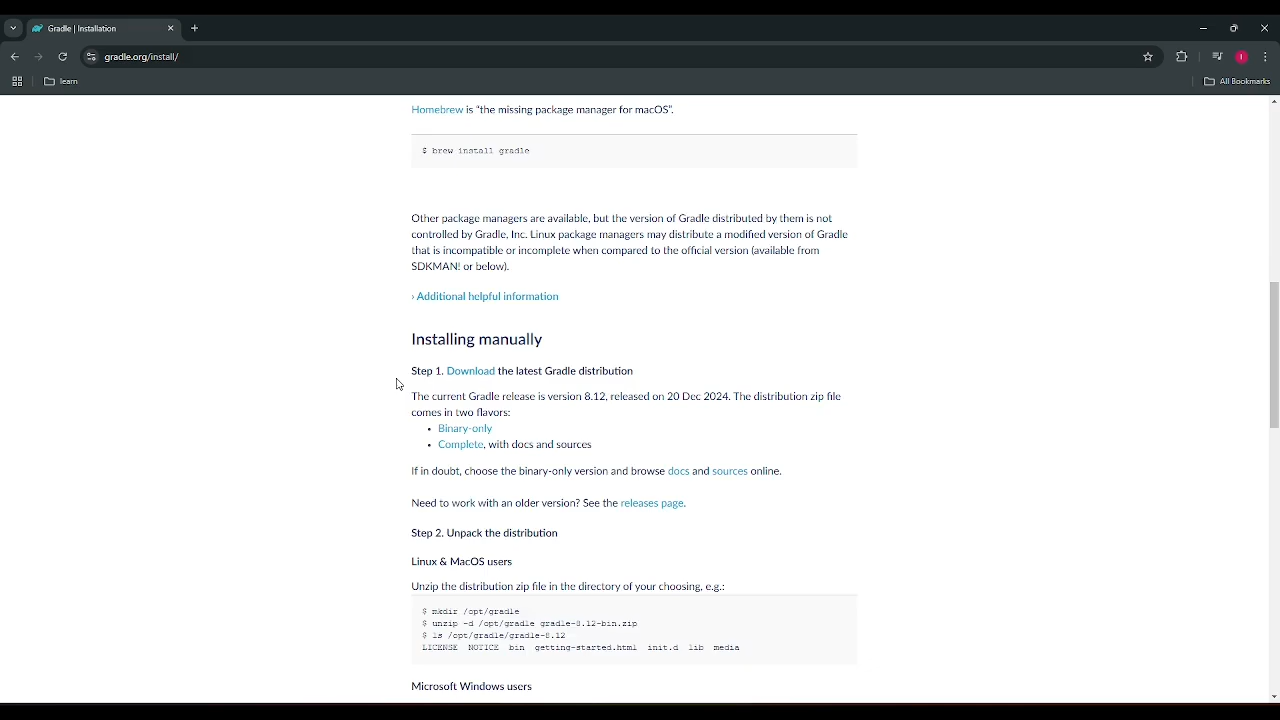 Gradle | Installation
gradle.org/install/
learn
All Bookmarks
Homebrew is “the missing package manager for macOS”.
$ brew install gradle
Other package managers are available, but the version of Gradle distributed by them is not
controlled by Gradle, Inc. Linux package managers may distribute a modified version of Gradle
that is incompatible or incomplete when compared to the official version (available from
SDKMAN! or below).
› Additional helpful information
Installing manually
Step 1. Download the latest Gradle distribution
The current Gradle release is version 8.12, released on 20 Dec 2024. The distribution zip file
comes in two flavors:
• Binary-only
• Complete, with docs and sources
If in doubt, choose the binary-only version and browse docs and sources online.
Need to work with an older version? See the releases page.
Step 2. Unpack the distribution
Linux & MacOS users
Unzip the distribution zip file in the directory of your choosing, e.g.:
$ mkdir /opt/gradle
$ unzip -d /opt/gradle gradle-8.12-bin.zip
$ ls /opt/gradle/gradle-8.12
LICENSE NOTICE bin getting-started.html init.d lib media
Microsoft Windows users